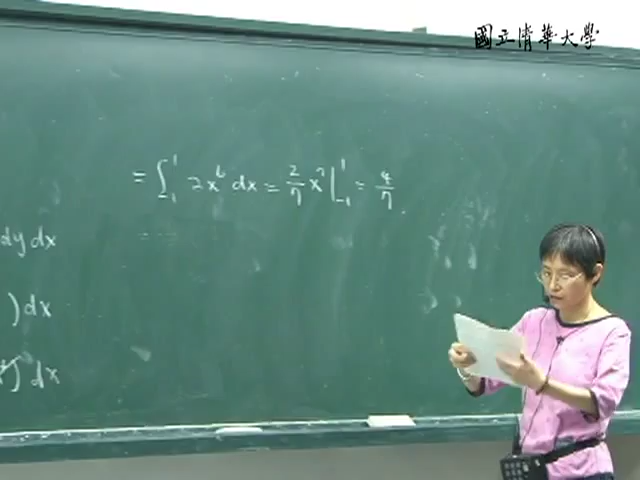 國立清華大學
= ∫₋₁¹ 2x⁶ dx = 2/7 x⁷ |₋₁¹ = 4/7
dy dx
) dx
) dx